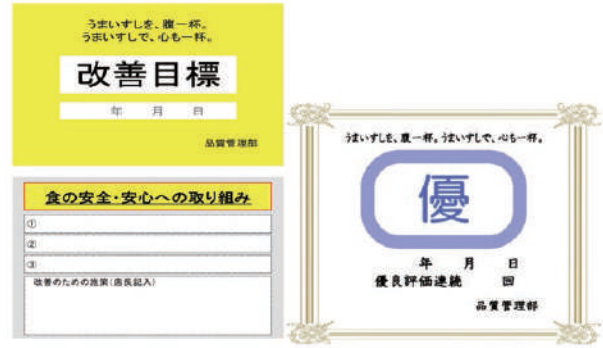 うまいすしを、腹一杯。
うまいすしで、心も一杯。
改善目標
年 月 日
品質管理部
食の安全・安心への取り組み
①
②
③
改善のための施策(店長記入)
うまいすしを、腹一杯。うまいすしで、心も一杯。
優
年 月 日
優良評価連続 回
品質管理部